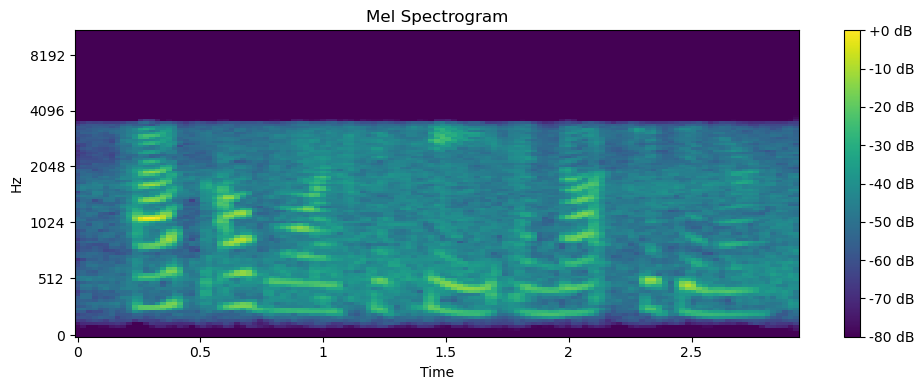 Mel Spectrogram
8192
4096
2048
1024
512
0
Hz
0
0.5
1
1.5
2
2.5
Time
+0 dB
-10 dB
-20 dB
-30 dB
-40 dB
-50 dB
-60 dB
-70 dB
-80 dB